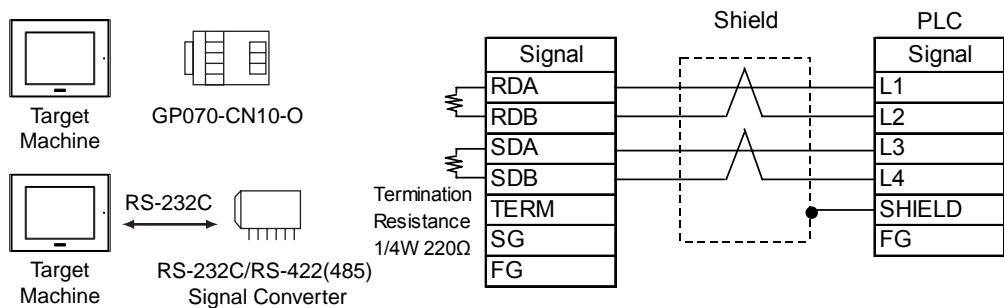 Target
Machine
GP070-CN10-O
RS-232C
Target
Machine
RS-232C/RS-422(485)
Signal Converter
Termination
Resistance
1/4W 220Ω
Signal
RDA
RDB
SDA
SDB
TERM
SG
FG
Shield
PLC
Signal
L1
L2
L3
L4
SHIELD
FG